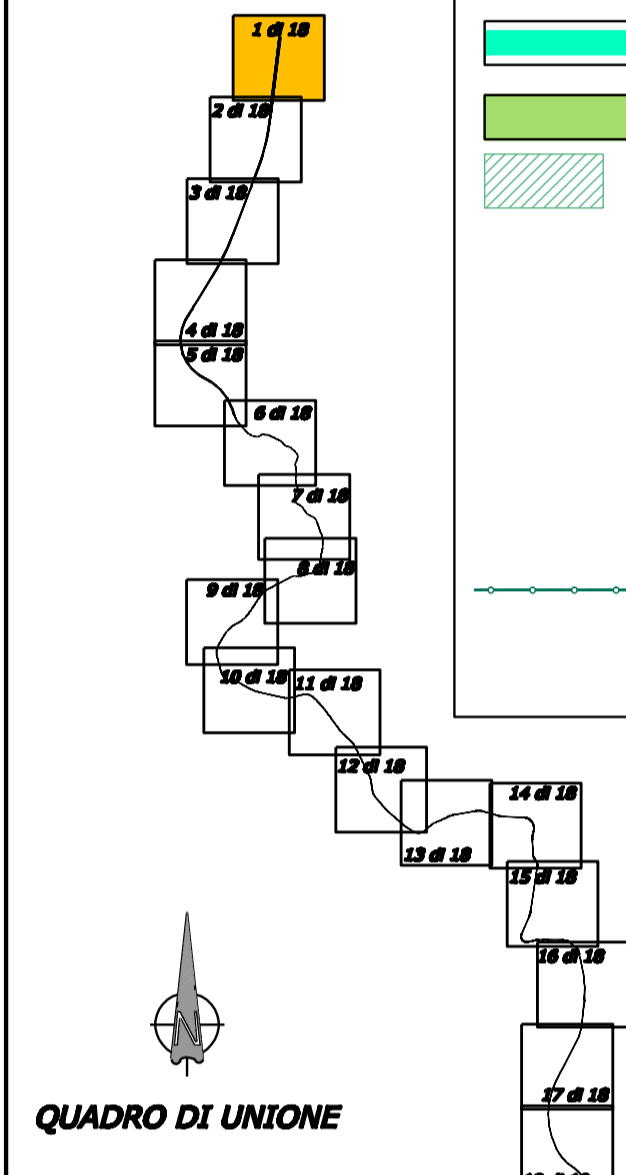 1 di 18
2 di 18
3 di 18
4 di 18
5 di 18
6 di 18
7 di 18
8 di 18
9 di 18
10 di 18
11 di 18
12 di 18
13 di 18
14 di 18
15 di 18
16 di 18
17 di 18
N
QUADRO DI UNIONE